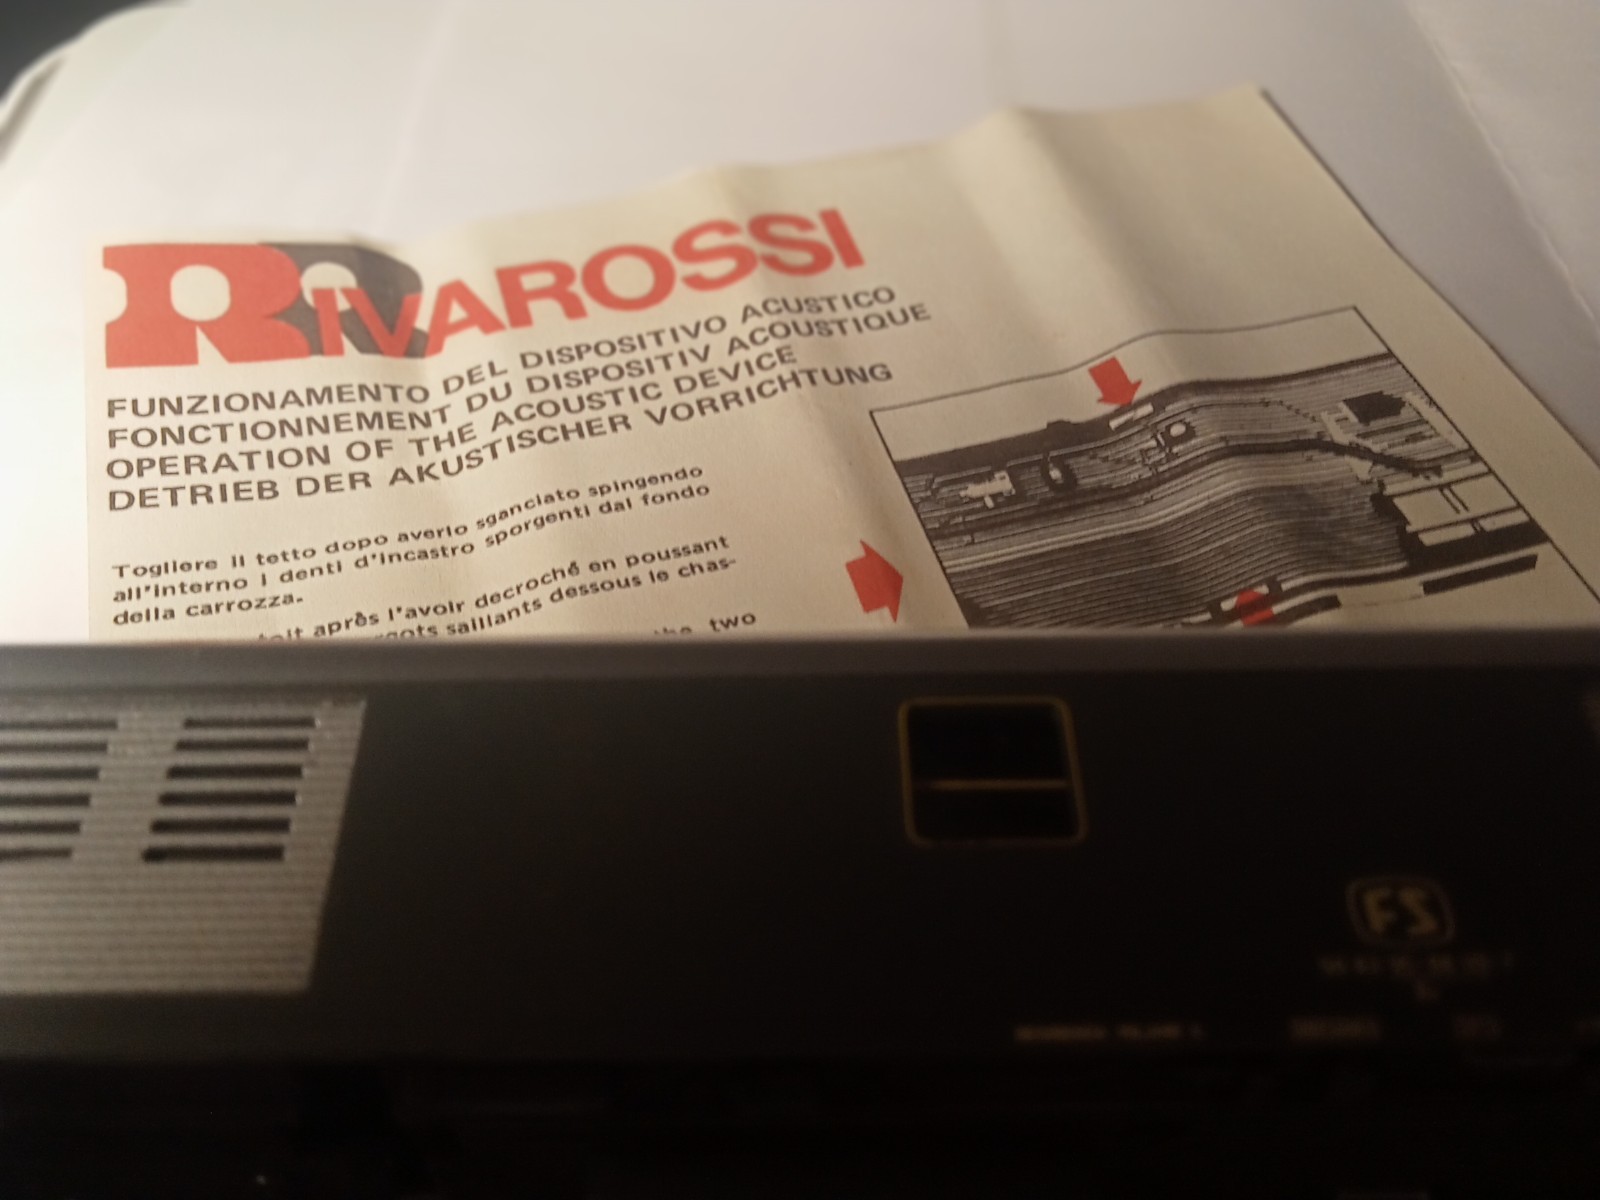 RIVAROSSI
FUNZIONAMENTO DEL DISPOSITIVO ACUSTICO
FONCTIONNEMENT DU DISPOSITIV ACOUSTIQUE
OPERATION OF THE ACOUSTIC DEVICE
DETRIEB DER AKUSTISCHER VORRICHTUNG
Togliere il tetto dopo averlo sganciato spingendo
all'interno i denti d'incastro sporgenti dal fondo
della carrozza.
après l'avoir decroché en poussant
saillants dessous le chas-
the two
FS